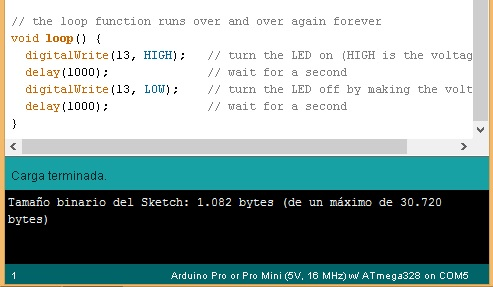 // the loop function runs over and over again forever
void loop() {
  digitalWrite(13, HIGH);   // turn the LED on (HIGH is the voltag
  delay(1000);              // wait for a second
  digitalWrite(13, LOW);    // turn the LED off by making the volt
  delay(1000);              // wait for a second
}
Carga terminada.
Tamaño binario del Sketch: 1.082 bytes (de un máximo de 30.720
bytes)
1 Arduino Pro or Pro Mini (5V, 16 MHz) w/ ATmega328 on COM5